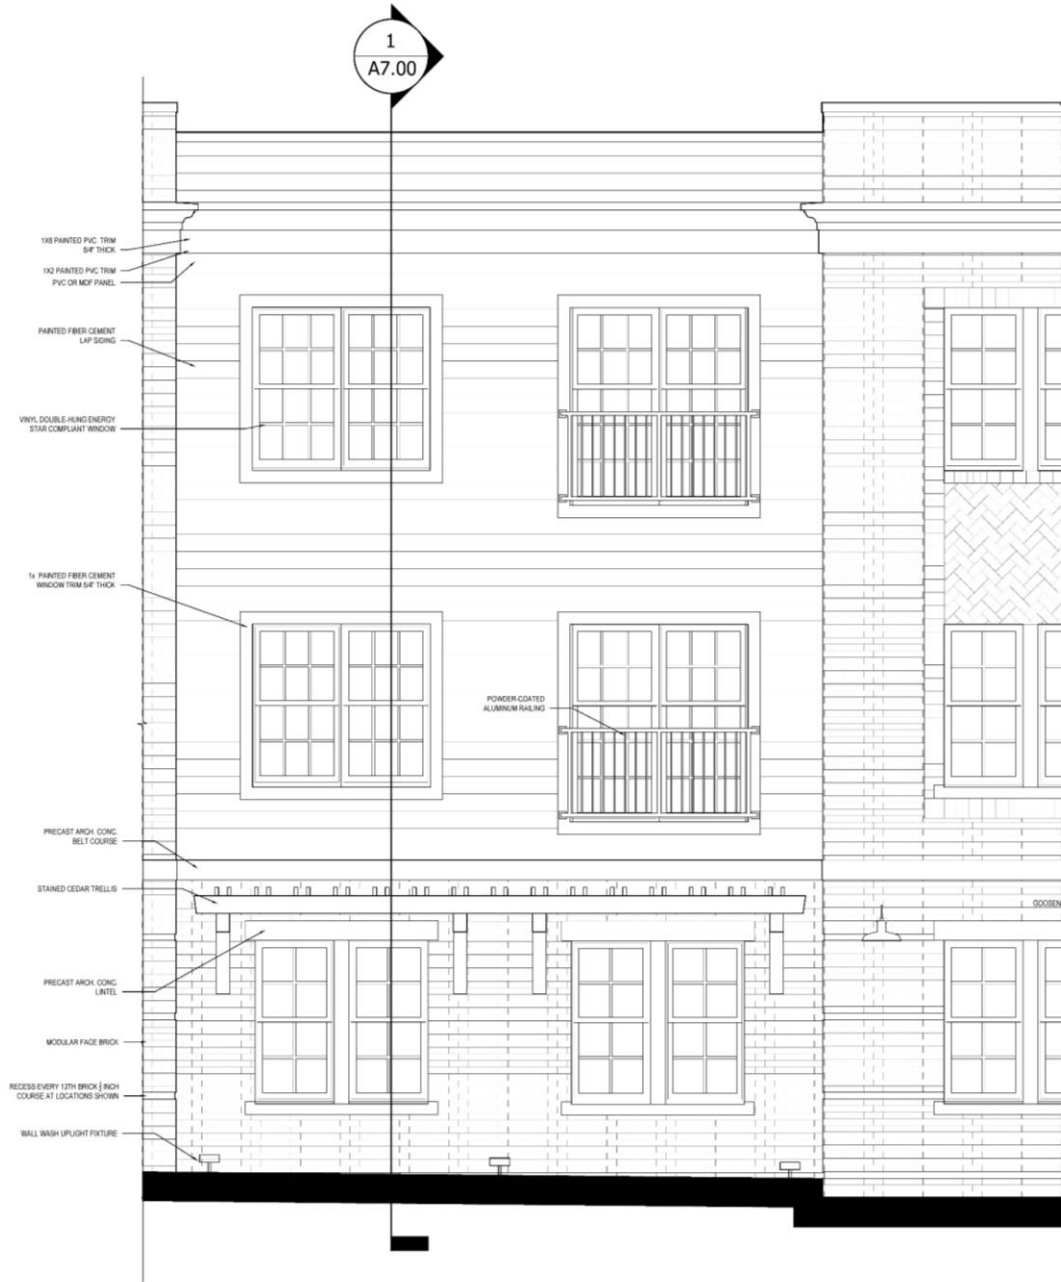 1
A7.00
1X8 PAINTED PVC TRIM
5/4" THICK
1X2 PAINTED PVC TRIM
PVC OR MDF PANEL
PAINTED FIBER CEMENT
LAP SIDING
VINYL DOUBLE-HUNG ENERGY
STAR COMPLIANT WINDOW
1x PAINTED FIBER CEMENT
WINDOW TRIM 5/4" THICK
POWDER-COATED
ALUMINUM RAILING
PRECAST ARCH. CONC.
BELT COURSE
STAINED CEDAR TRELLIS
GOOSEN
PRECAST ARCH. CONC.
LINTEL
MODULAR FACE BRICK
RECESS EVERY 12TH BRICK INCH
COURSE AT LOCATIONS SHOWN
WALL WASH UPLIGHT FIXTURE